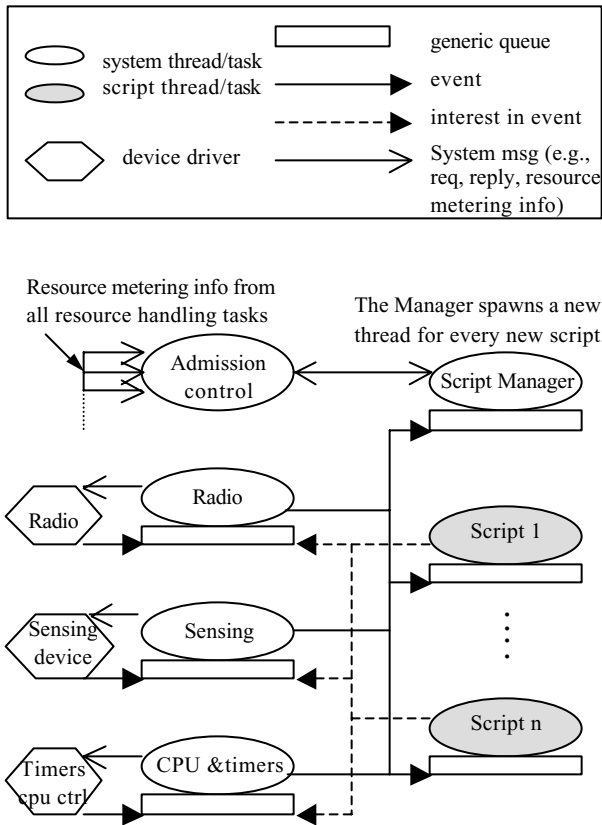 system thread/task
script thread/task
device driver
generic queue
event
interest in event
System msg (e.g.,
req, reply, resource
metering info)
Resource metering info from
all resource handling tasks
The Manager spawns a new
thread for every new script
Admission
control
Script Manager
Radio
Radio
Script 1
Sensing
device
Sensing
Script n
Timers
cpu ctrl
CPU &timers